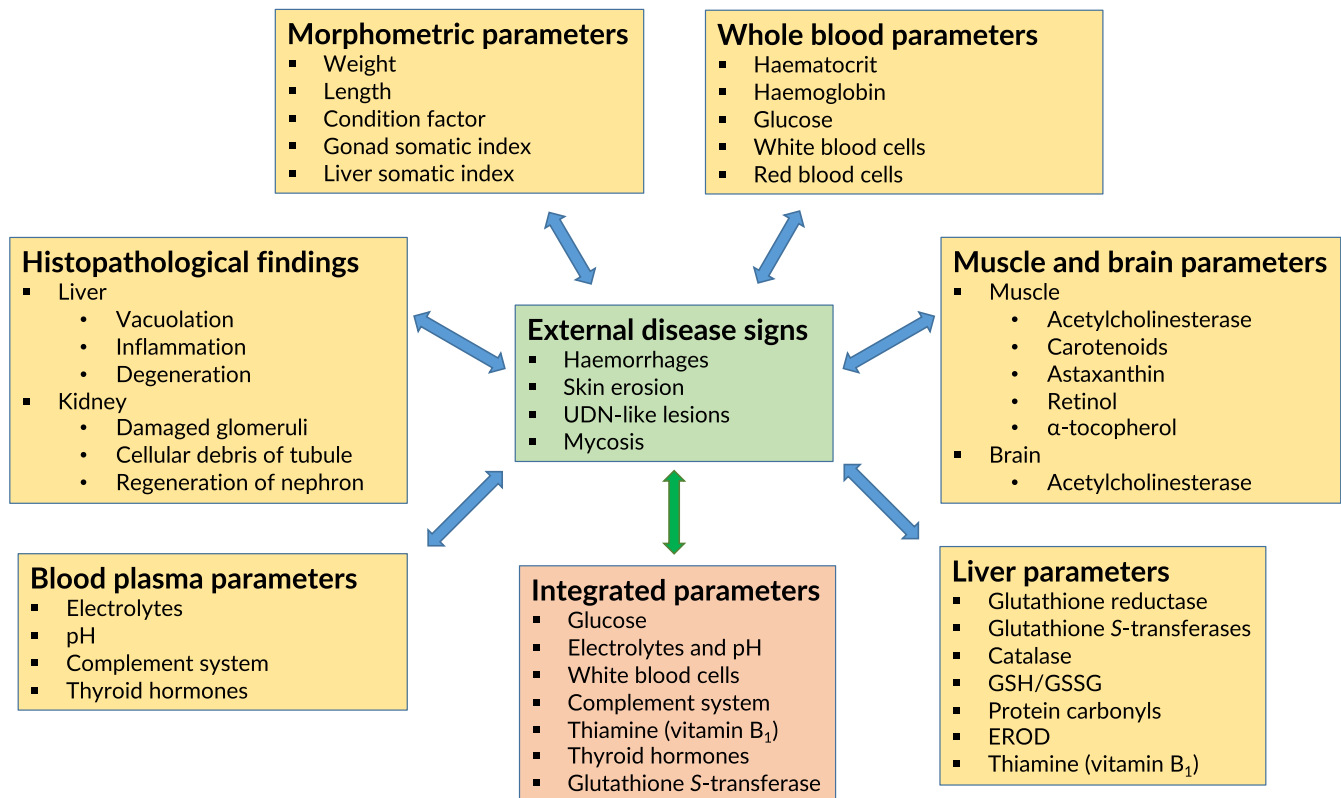 Morphometric parameters
▪ Weight
▪ Length
▪ Condition factor
▪ Gonad somatic index
▪ Liver somatic index
Whole blood parameters
▪ Haematocrit
▪ Haemoglobin
▪ Glucose
▪ White blood cells
▪ Red blood cells
Histopathological findings
▪ Liver
• Vacuolation
• Inflammation
• Degeneration
▪ Kidney
• Damaged glomeruli
• Cellular debris of tubule
• Regeneration of nephron
External disease signs
▪ Haemorrhages
▪ Skin erosion
▪ UDN-like lesions
▪ Mycosis
Muscle and brain parameters
▪ Muscle
• Acetylcholinesterase
• Carotenoids
• Astaxanthin
• Retinol
• α-tocopherol
▪ Brain
• Acetylcholinesterase
Blood plasma parameters
▪ Electrolytes
▪ pH
▪ Complement system
▪ Thyroid hormones
Integrated parameters
▪ Glucose
▪ Electrolytes and pH
▪ White blood cells
▪ Complement system
▪ Thiamine (vitamin B₁)
▪ Thyroid hormones
▪ Glutathione S-transferase
Liver parameters
▪ Glutathione reductase
▪ Glutathione S-transferases
▪ Catalase
▪ GSH/GSSG
▪ Protein carbonyls
▪ EROD
▪ Thiamine (vitamin B₁)